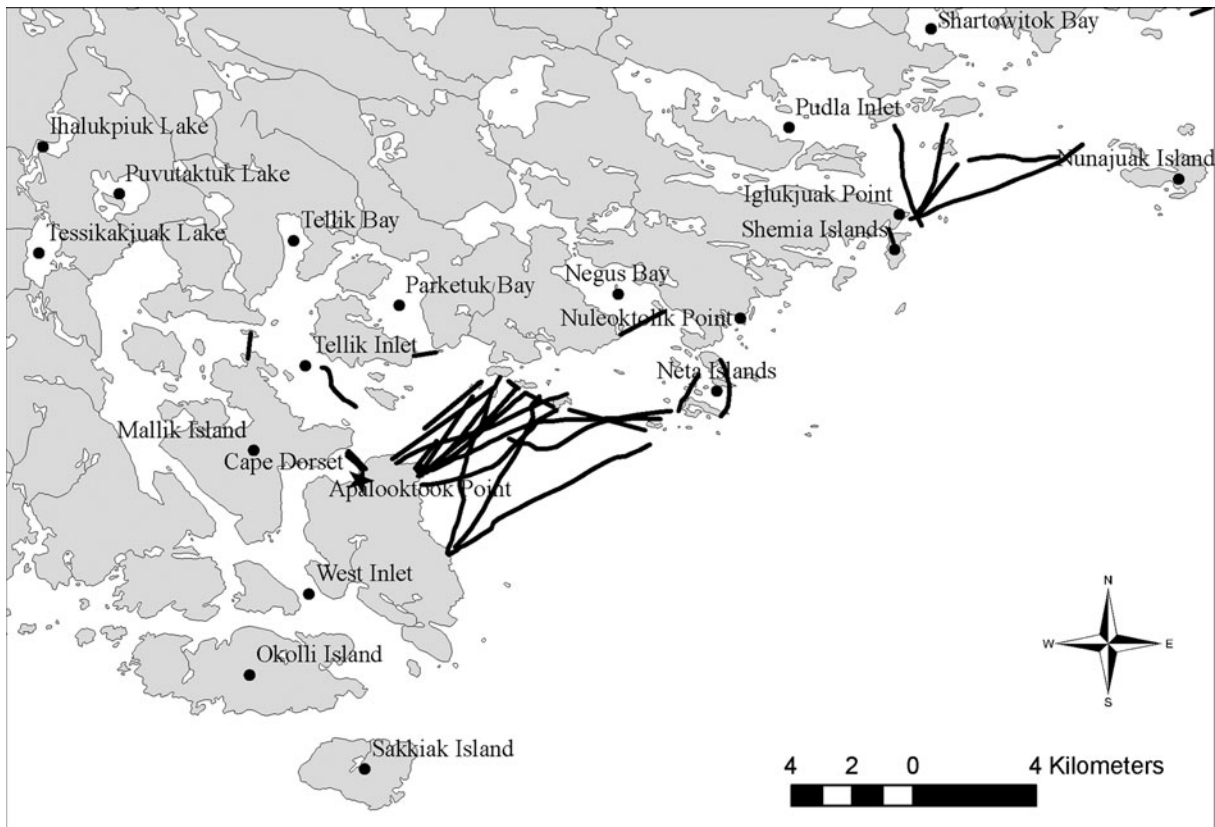 Shartowitok Bay
Pudla Inlet
Ihalukpiuk Lake
Nunajuak Island
Puvutaktuk Lake
Iglukjuak Point
Tellik Bay
Shemia Islands
Tessikakjuak Lake
Negus Bay
Parketuk Bay
Nuleoktolik Point
Tellik Inlet
Neta Islands
Mallik Island
Cape Dorset
Apalooktook Point
West Inlet
N
W E
S
Okolli Island
Sakkiak Island
4 2 0 4 Kilometers